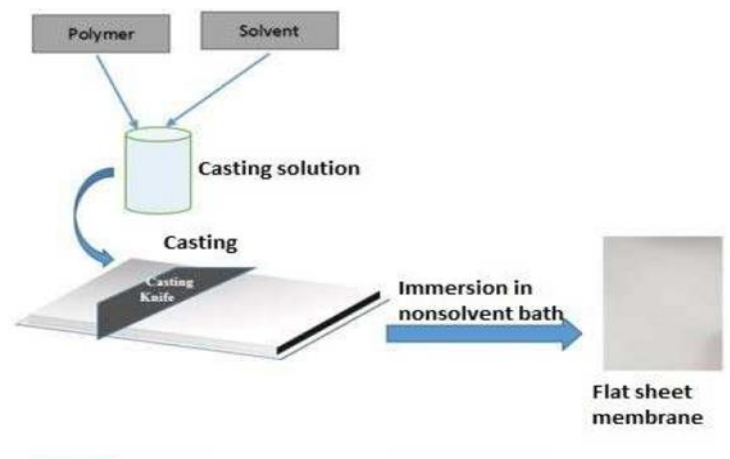 Polymer
Solvent
Casting solution
Casting
Casting
Knife
Immersion in
nonsolvent bath
Flat sheet
membrane